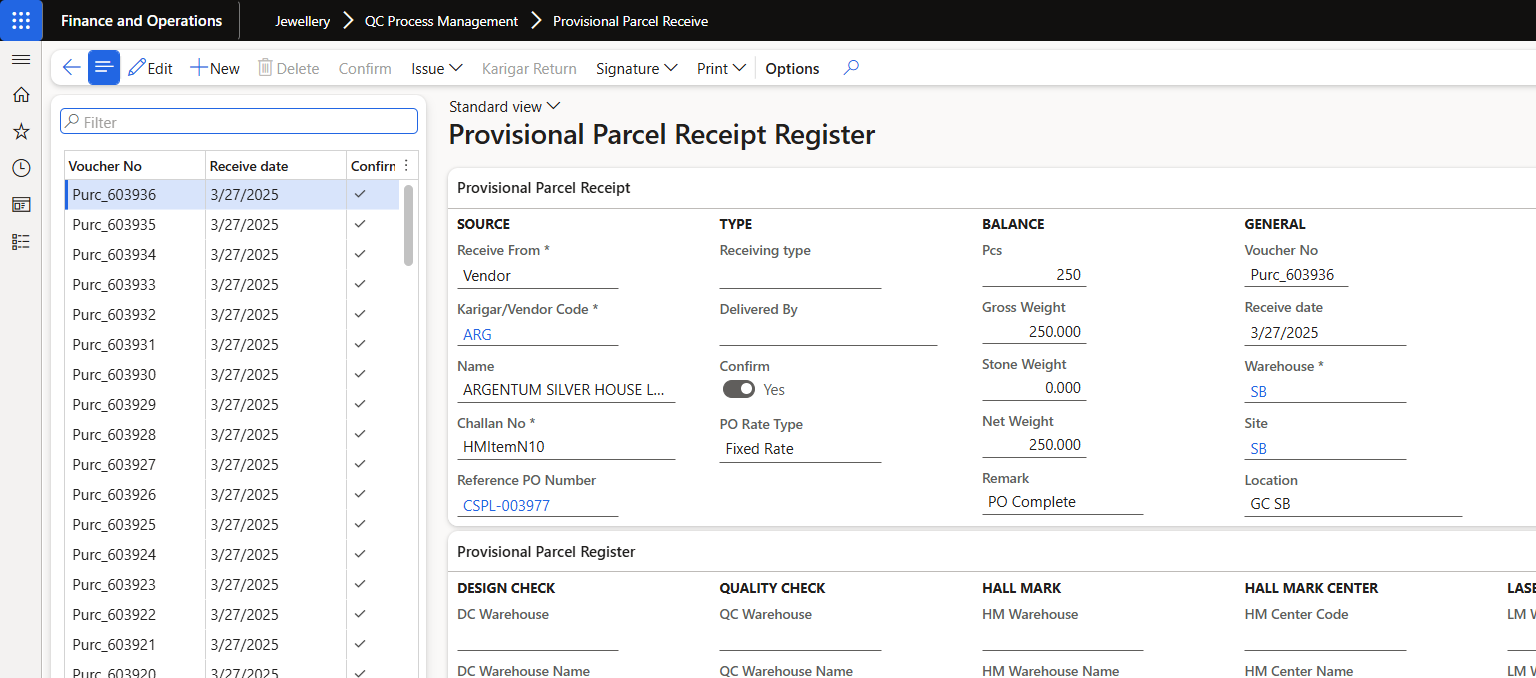 Finance and Operations
Jewellery > QC Process Management > Provisional Parcel Receive
Edit New Delete Confirm Issue Karigar Return Signature Print Options
Filter
Voucher No Receive date Confirm
Purc_603936 3/27/2025
Purc_603935 3/27/2025
Purc_603934 3/27/2025
Purc_603933 3/27/2025
Purc_603932 3/27/2025
Purc_603931 3/27/2025
Purc_603930 3/27/2025
Purc_603929 3/27/2025
Purc_603928 3/27/2025
Purc_603927 3/27/2025
Purc_603926 3/27/2025
Purc_603925 3/27/2025
Purc_603924 3/27/2025
Purc_603923 3/27/2025
Purc_603922 3/27/2025
Purc_603921 3/27/2025
Purc_603920 3/27/2025
Standard view
Provisional Parcel Receipt Register
Provisional Parcel Receipt
SOURCE
Receive From *
Vendor
Karigar/Vendor Code *
ARG
Name
ARGENTUM SILVER HOUSE L...
Challan No *
HMItemN10
Reference PO Number
CSPL-003977
TYPE
Receiving type
Delivered By
Confirm
Yes
PO Rate Type
Fixed Rate
BALANCE
Pcs
250
Gross Weight
250.000
Stone Weight
0.000
Net Weight
250.000
Remark
PO Complete
GENERAL
Voucher No
Purc_603936
Receive date
3/27/2025
Warehouse *
SB
Site
SB
Location
GC SB
Provisional Parcel Register
DESIGN CHECK
DC Warehouse
DC Warehouse Name
QUALITY CHECK
QC Warehouse
QC Warehouse Name
HALL MARK
HM Warehouse
HM Warehouse Name
HALL MARK CENTER
HM Center Code
HM Center Name
LASE
LM W
LM W